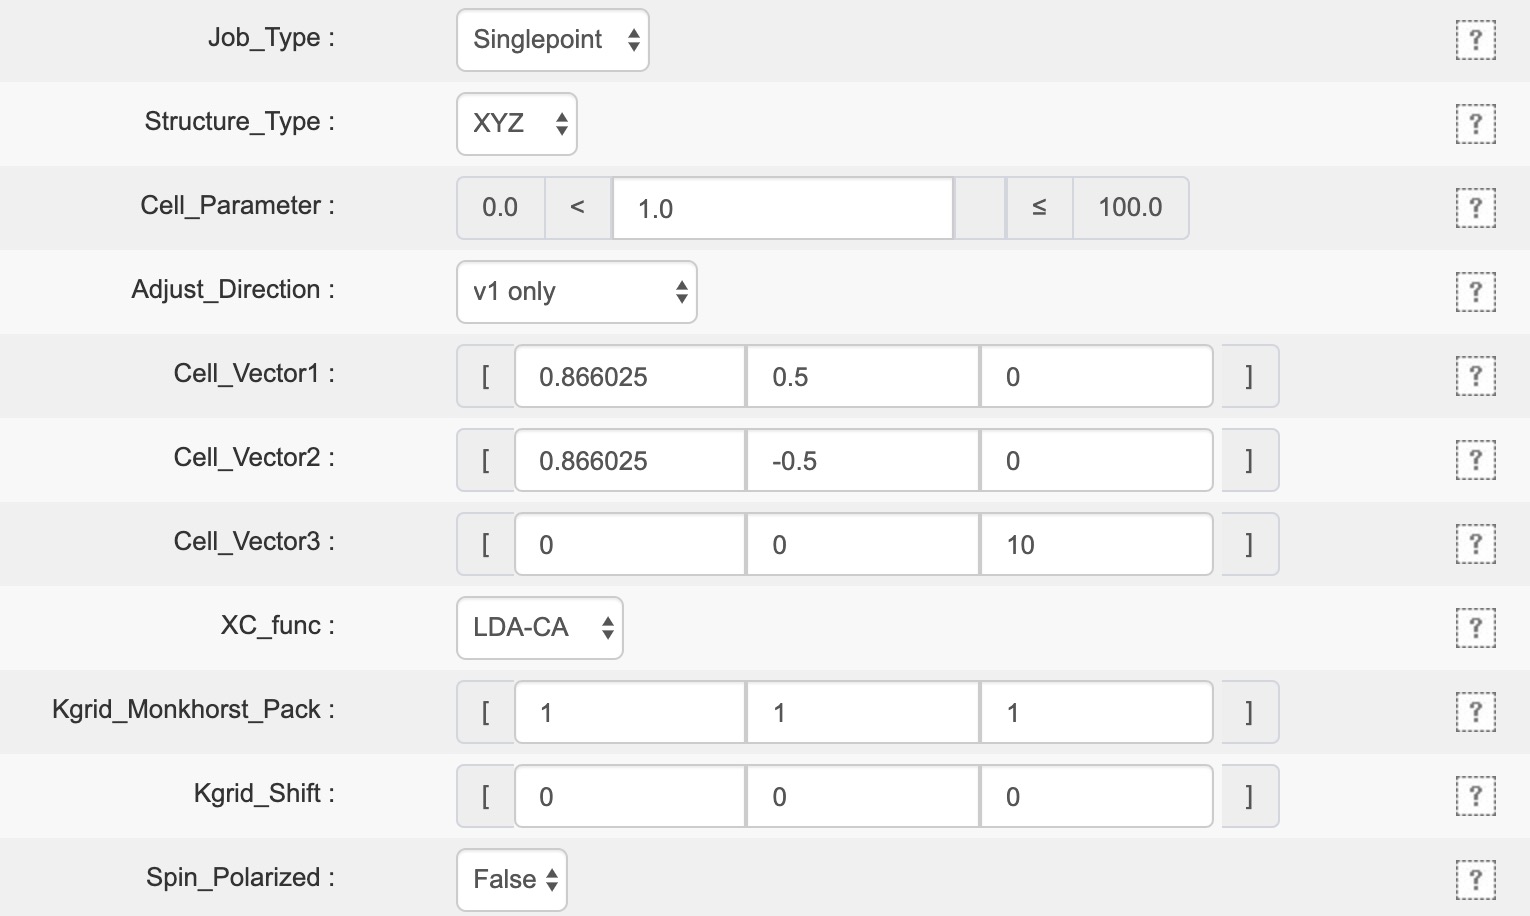 Job_Type : Singlepoint ?
Structure_Type : XYZ ?
Cell_Parameter : 0.0 < 1.0 ≤ 100.0 ?
Adjust_Direction : v1 only ?
Cell_Vector1 : [ 0.866025 0.5 0 ] ?
Cell_Vector2 : [ 0.866025 -0.5 0 ] ?
Cell_Vector3 : [ 0 0 10 ] ?
XC_func : LDA-CA ?
Kgrid_Monkhorst_Pack : [ 1 1 1 ] ?
Kgrid_Shift : [ 0 0 0 ] ?
Spin_Polarized : False ?